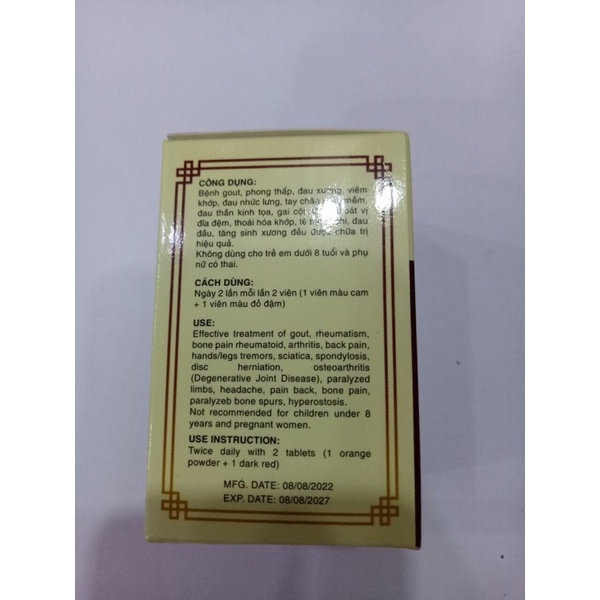 CÔNG DỤNG:
Bệnh gout, phong thấp, đau xương, viêm
khớp, đau nhức lưng, tay chân mềm,
đau thần kinh tọa, gai cột vị
đĩa đệm, thoái hóa khớp, tê chi, đau
đầu, tăng sinh xương đều được chữa trị
hiệu quả.
Không dùng cho trẻ em dưới 8 tuổi và phụ
nữ có thai.
CÁCH DÙNG:
Ngày 2 lần mỗi lần 2 viên (1 viên màu cam
+ 1 viên màu đỏ đậm)
USE:
Effective treatment of gout, rheumatism,
bone pain rheumatoid, arthritis, back pain,
hands/legs tremors, sciatica, spondylosis,
disc herniation, osteoarthritis
(Degenerative Joint Disease), paralyzed
limbs, headache, pain back, bone pain,
paralyzeb bone spurs, hyperostosis.
Not recommended for children under 8
years and pregnant women.
USE INSTRUCTION:
Twice daily with 2 tablets (1 orange
powder + 1 dark red)
MFG. DATE: 08/08/2022
EXP. DATE: 08/08/2027